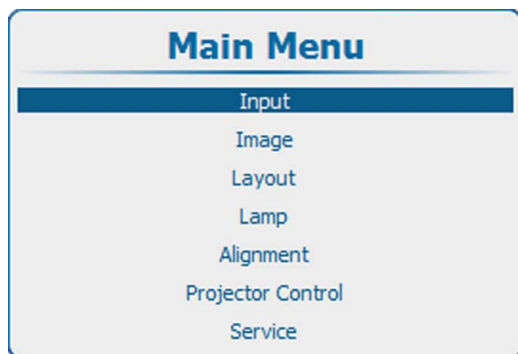 Main Menu
Input
Image
Layout
Lamp
Alignment
Projector Control
Service